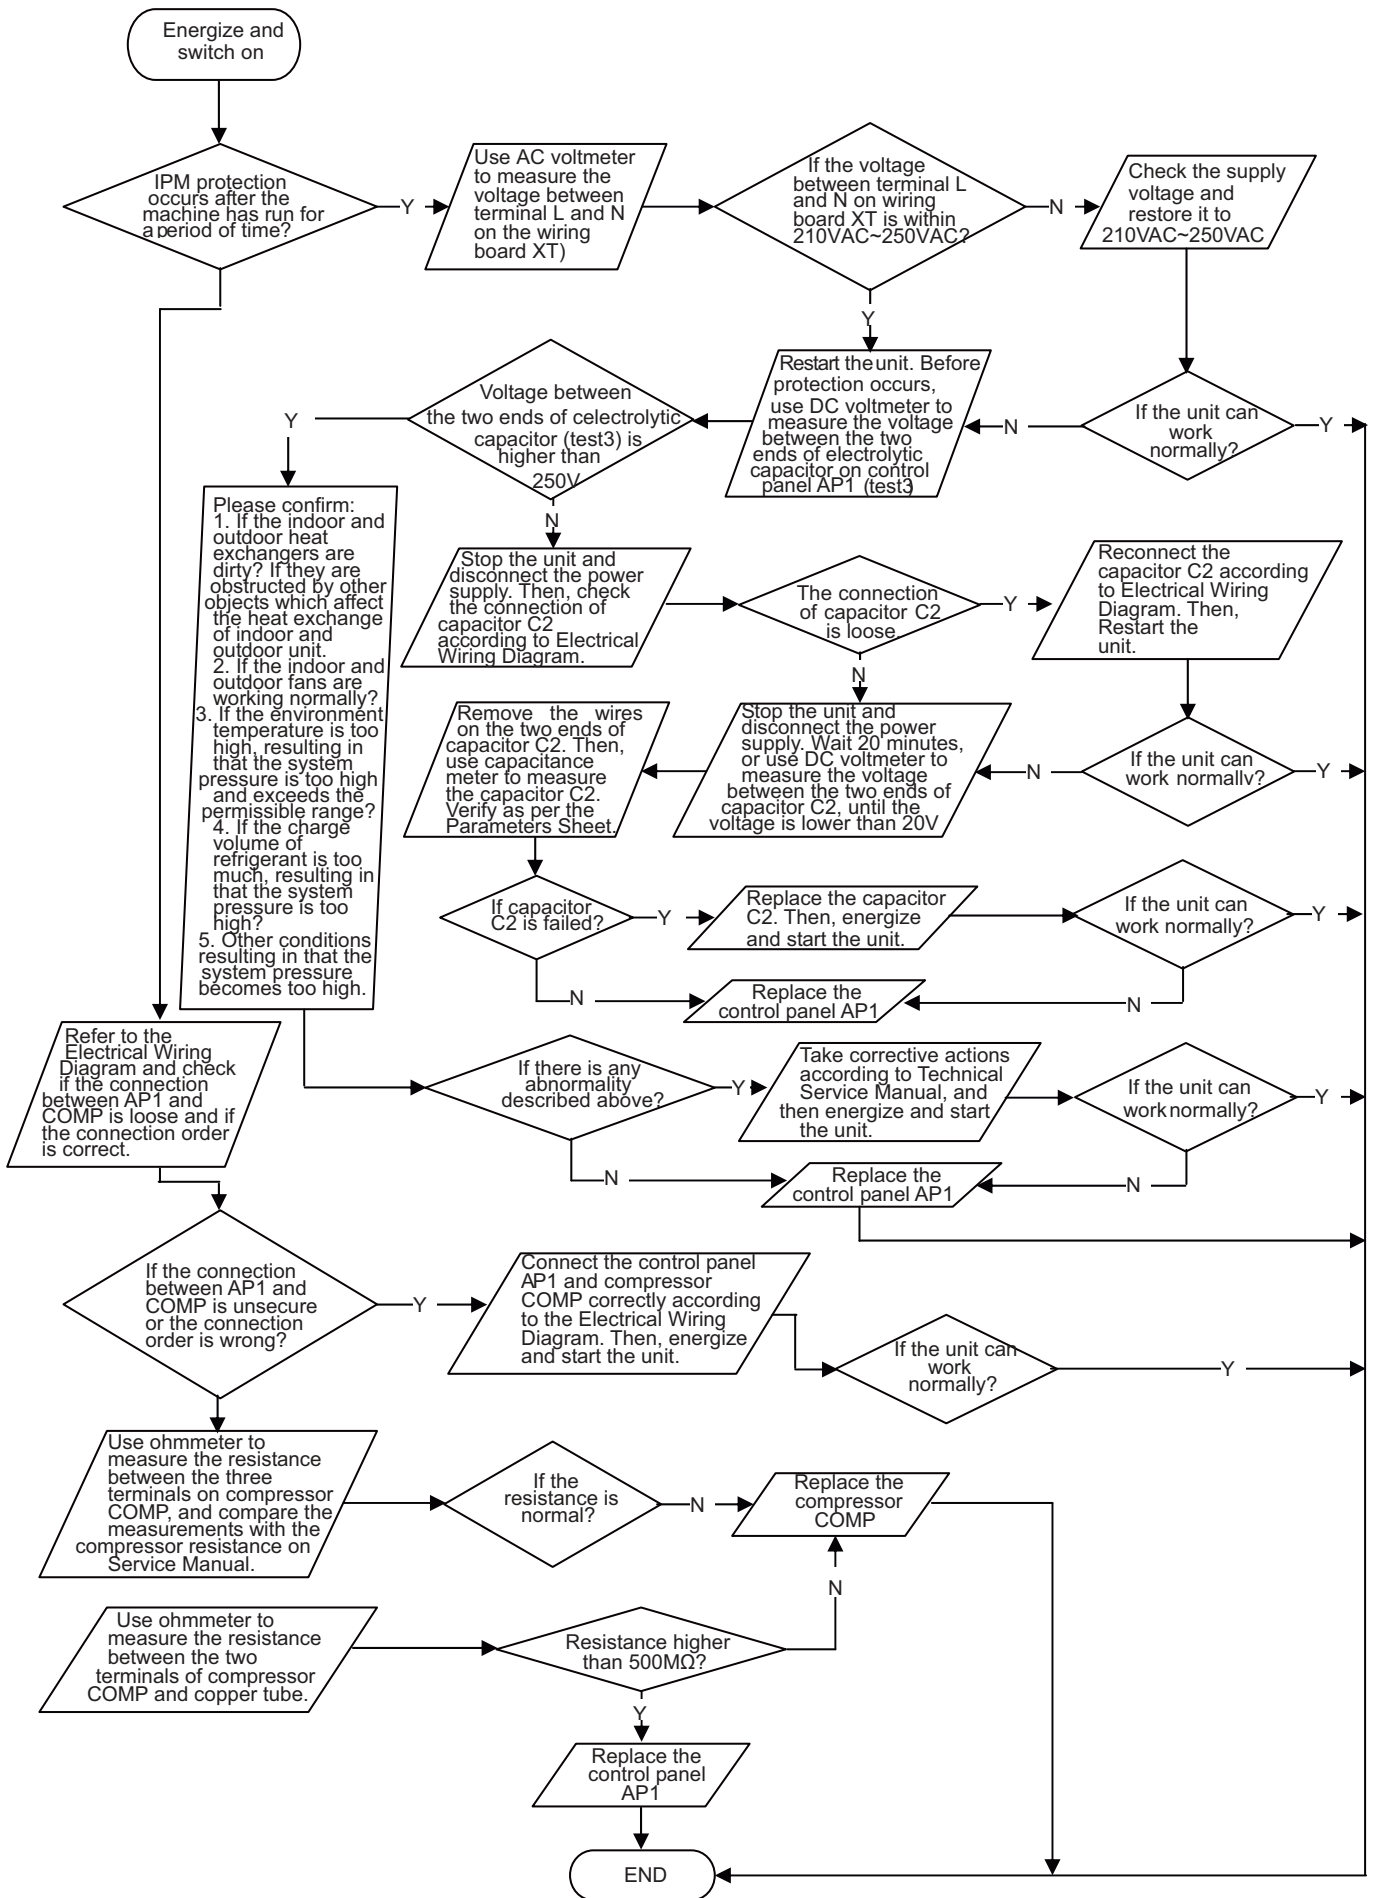 Energize and
switch on
IPM protection
occurs after the
machine has run for
a period of time?
Y
Use AC voltmeter
to measure the
voltage between
terminal L and N
on the wiring
board XT)
If the voltage
between terminal L
and N on wiring
board XT is within
210VAC~250VAC?
N
Check the supply
voltage and
restore it to
210VAC~250VAC
Y
Restart the unit. Before
protection occurs,
use DC voltmeter to
measure the voltage
between the two
ends of electrolytic
capacitor on control
panel AP1 (test3)
N
If the unit can
work
normally?
Y
Voltage between
the two ends of celectrolytic
capacitor (test3) is
higher than
250V
Y
N
Please confirm:
1. If the indoor and
outdoor heat
exchangers are
dirty? If they are
obstructed by other
objects which affect
the heat exchange
of indoor and
outdoor unit.
2. If the indoor and
outdoor fans are
working normally?
3. If the environment
temperature is too
high, resulting in
that the system
pressure is too high
and exceeds the
permissible range?
4. If the charge
volume of
refrigerant is too
much, resulting in
that the system
pressure is too
high?
5. Other conditions
resulting in that the
system pressure
becomes too high.
Stop the unit and
disconnect the power
supply. Then, check
the connection of
capacitor C2
according to Electrical
Wiring Diagram.
The connection
of capacitor C2
is loose.
Y
Reconnect the
capacitor C2 according
to Electrical Wiring
Diagram. Then,
Restart the
unit.
N
Remove the wires
on the two ends of
capacitor C2. Then,
use capacitance
meter to measure
the capacitor C2.
Verify as per the
Parameters Sheet.
Stop the unit and
disconnect the power
supply. Wait 20 minutes,
or use DC voltmeter to
measure the voltage
between the two ends of
capacitor C2, until the
voltage is lower than 20V
N
If the unit can
work normally?
Y
If capacitor
C2 is failed?
Y
Replace the capacitor
C2. Then, energize
and start the unit.
If the unit can
work normally?
Y
N
Replace the
control panel AP1
N
Refer to the
Electrical Wiring
Diagram and check
if the connection
between AP1 and
COMP is loose and if
the connection order
is correct.
If there is any
abnormality
described above?
Y
Take corrective actions
according to Technical
Service Manual, and
then energize and start
the unit.
If the unit can
work normally?
Y
N
Replace the
control panel AP1
N
If the connection
between AP1 and
COMP is unsecure
or the connection
order is wrong?
Y
Connect the control panel
AP1 and compressor
COMP correctly according
to the Electrical Wiring
Diagram. Then, energize
and start the unit.
If the unit can
work
normally?
Y
Use ohmmeter to
measure the resistance
between the three
terminals on compressor
COMP, and compare the
measurements with the
compressor resistance on
Service Manual.
If the
resistance is
normal?
N
Replace the
compressor
COMP
N
Use ohmmeter to
measure the resistance
between the two
terminals of compressor
COMP and copper tube.
Resistance higher
than 500MΩ?
Y
Replace the
control panel
AP1
END